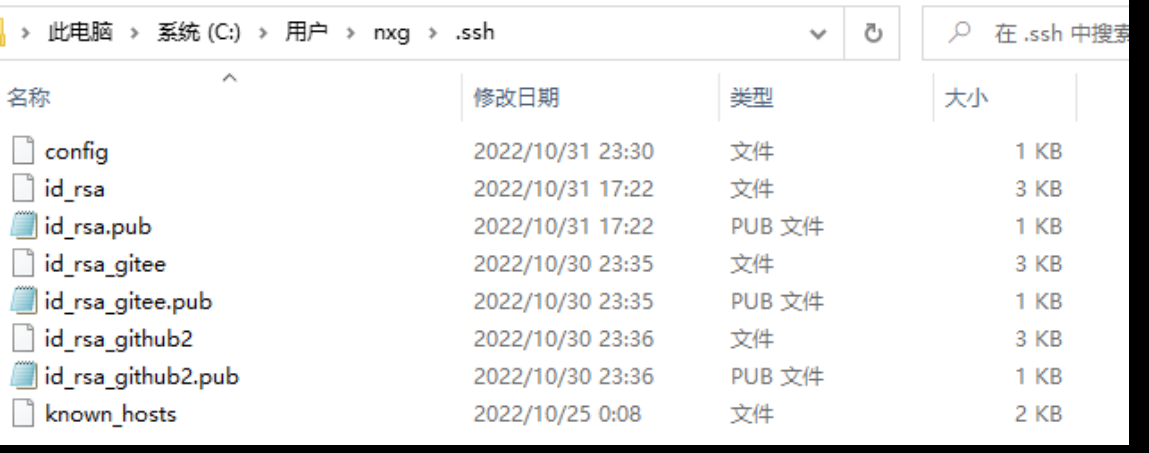 此电脑 > 系统 (C:) > 用户 > nxg > .ssh 在 .ssh 中搜索
名称 修改日期 类型 大小
config 2022/10/31 23:30 文件 1 KB
id_rsa 2022/10/31 17:22 文件 3 KB
id_rsa.pub 2022/10/31 17:22 PUB 文件 1 KB
id_rsa_gitee 2022/10/30 23:35 文件 3 KB
id_rsa_gitee.pub 2022/10/30 23:35 PUB 文件 1 KB
id_rsa_github2 2022/10/30 23:36 文件 3 KB
id_rsa_github2.pub 2022/10/30 23:36 PUB 文件 1 KB
known_hosts 2022/10/25 0:08 文件 2 KB